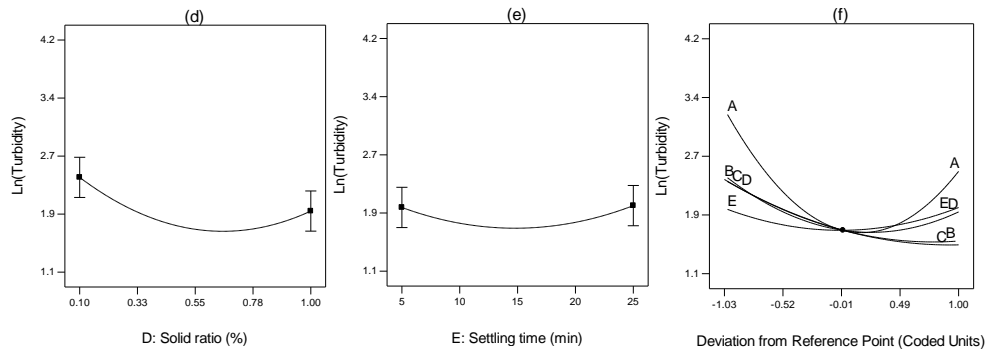 (d)
Ln(Turbidity)
4.2
3.4
2.7
1.9
1.1
0.10 0.33 0.55 0.78 1.00
D: Solid ratio (%)
(e)
Ln(Turbidity)
4.2
3.4
2.7
1.9
1.1
5 10 15 20 25
E: Settling time (min)
(f)
Ln(Turbidity)
4.2
3.4
2.7
1.9
1.1
A
A
B C D
E
E D
C B
-1.03 -0.52 -0.01 0.49 1.00
Deviation from Reference Point (Coded Units)